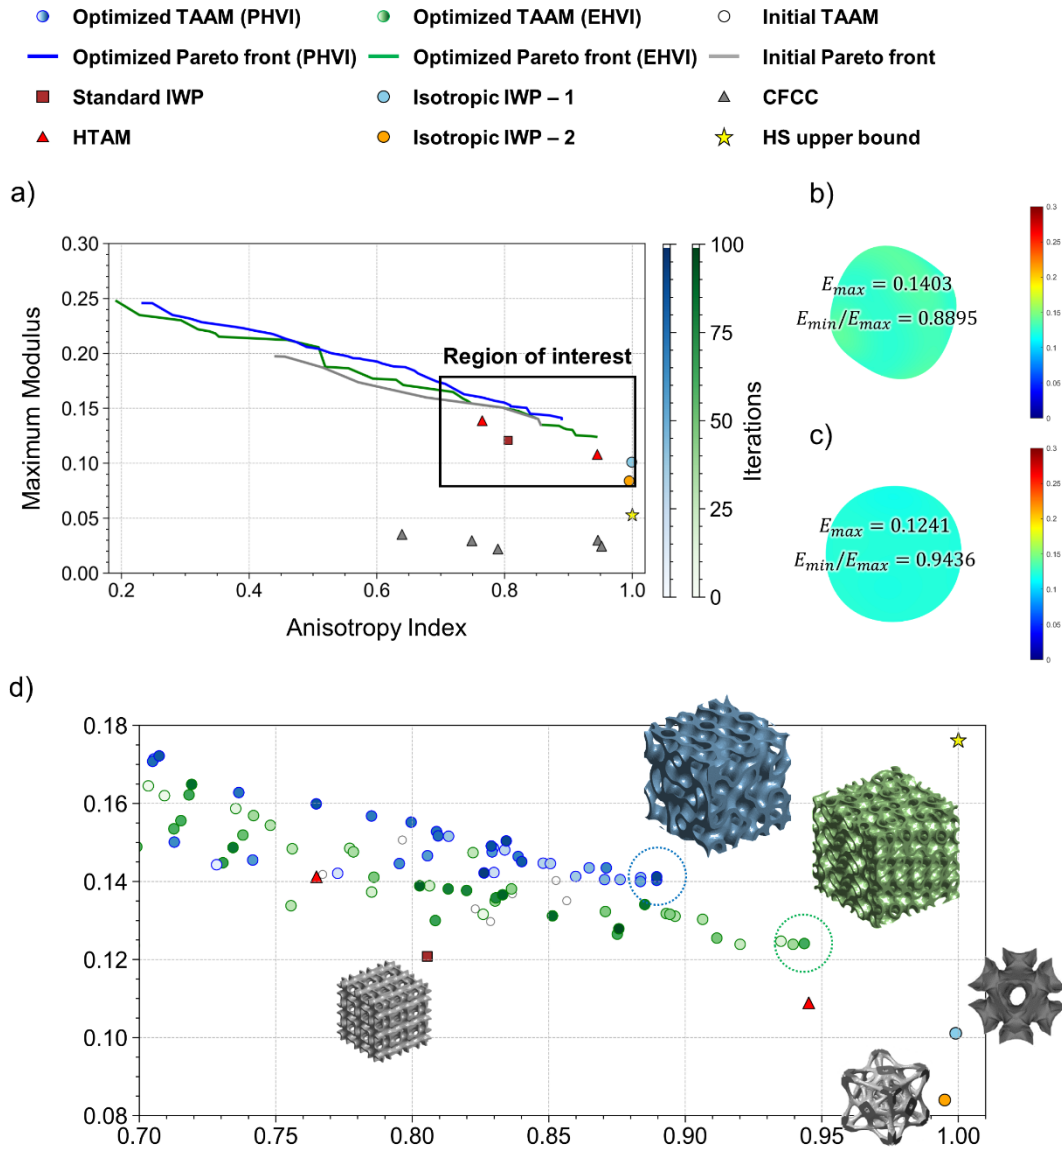 Optimized TAAM (PHVI) Optimized TAAM (EHVI) Initial TAAM
Optimized Pareto front (PHVI) Optimized Pareto front (EHVI) Initial Pareto front
Standard IWP Isotropic IWP – 1 CFCC
HTAM Isotropic IWP – 2 HS upper bound
a)
0.30
0.25
0.20
0.15
0.10
0.05
0.00
Maximum Modulus
Region of interest
0.2 0.4 0.6 0.8 1.0
Anisotropy Index
100
75
50
25
0
Iterations
b)
E_max = 0.1403
E_min/E_max = 0.8895
0.3
0.25
0.2
0.15
0.1
0.05
0
c)
E_max = 0.1241
E_min/E_max = 0.9436
0.3
0.25
0.2
0.15
0.1
0.05
0
d)
0.18
0.16
0.14
0.12
0.10
0.08
0.70 0.75 0.80 0.85 0.90 0.95 1.00